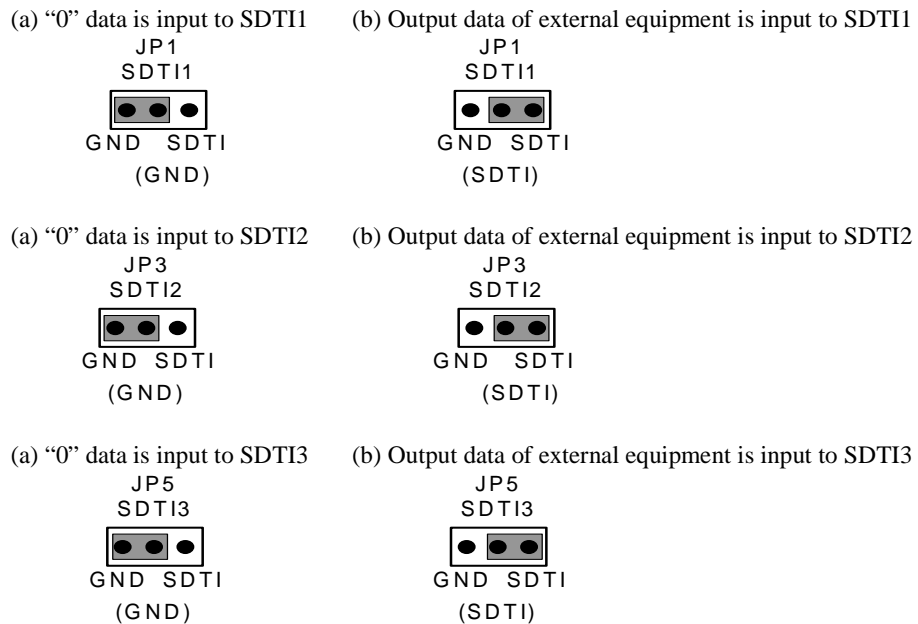 (a) “0” data is input to SDTI1 (b) Output data of external equipment is input to SDTI1
JP1 JP1
SDTI1 SDTI1
GND SDTI GND SDTI
(GND) (SDTI)
(a) “0” data is input to SDTI2 (b) Output data of external equipment is input to SDTI2
JP3 JP3
SDTI2 SDTI2
GND SDTI GND SDTI
(GND) (SDTI)
(a) “0” data is input to SDTI3 (b) Output data of external equipment is input to SDTI3
JP5 JP5
SDTI3 SDTI3
GND SDTI GND SDTI
(GND) (SDTI)